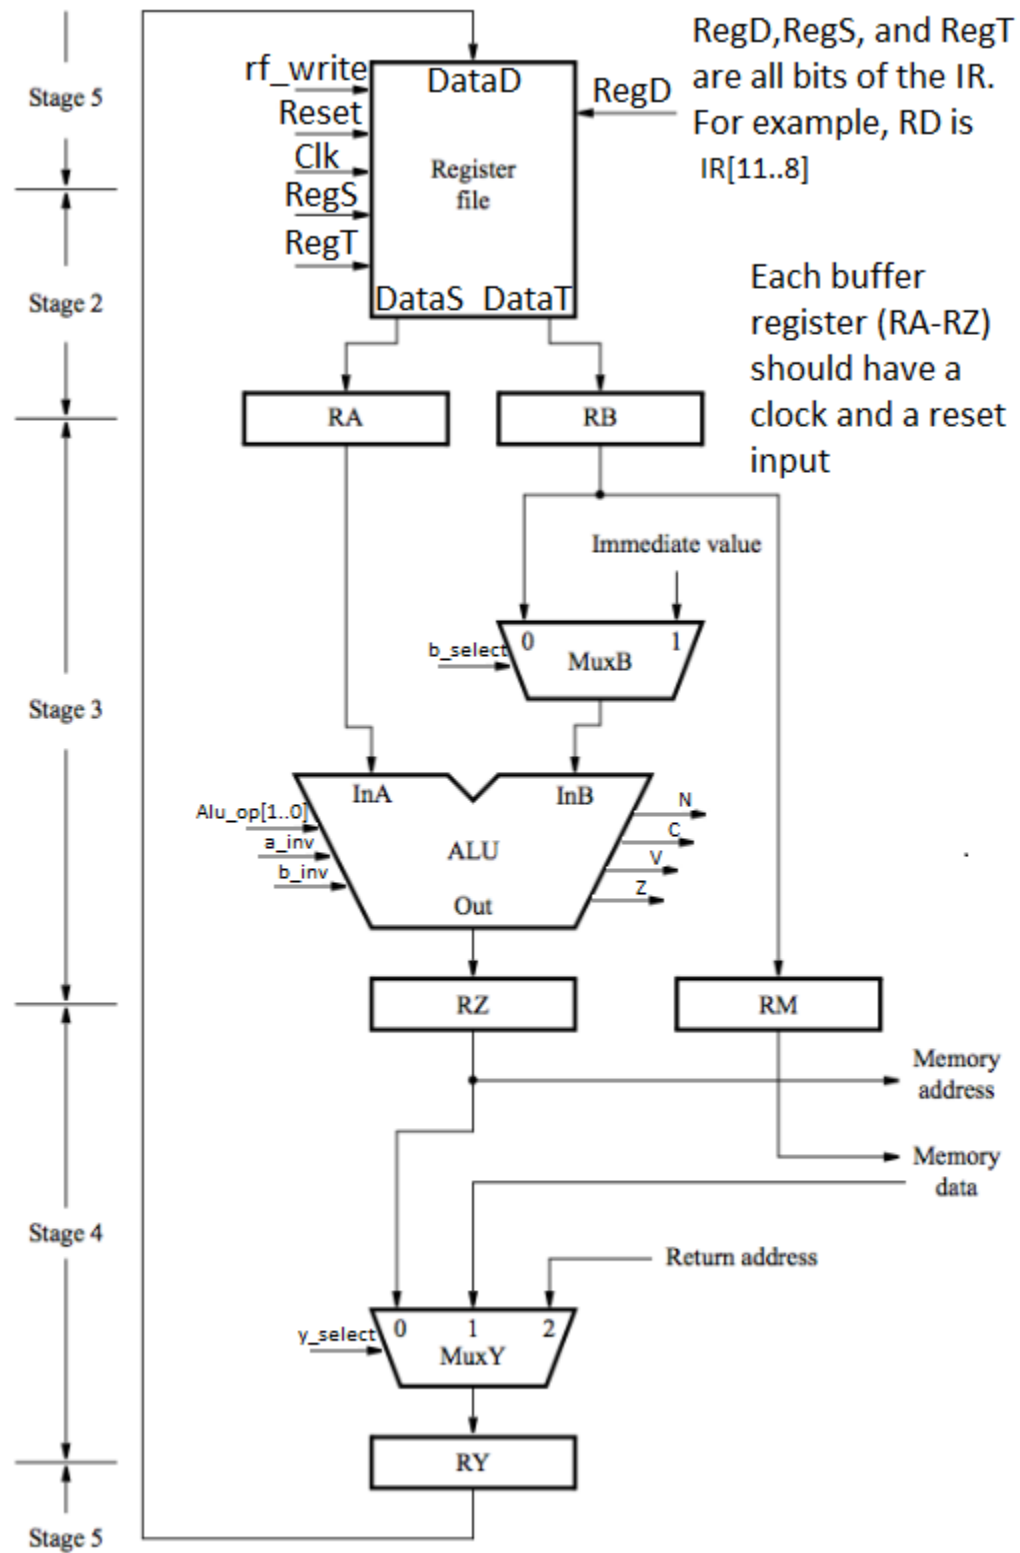 RegD,RegS, and RegT
are all bits of the IR.
For example, RD is
IR[11..8]
rf_write
DataD
RegD
Stage 5
Reset
Clk
Register
file
RegS
RegT
Stage 2
DataS DataT
Each buffer
register (RA-RZ)
should have a
clock and a reset
input
RA
RB
Immediate value
b_select
0
1
MuxB
Stage 3
InA
InB
Alu_op[1..0]
a_inv
b_inv
ALU
Out
N
C
V
Z
RZ
RM
Memory
address
Memory
data
Stage 4
Return address
y_select
0 1 2
MuxY
RY
Stage 5